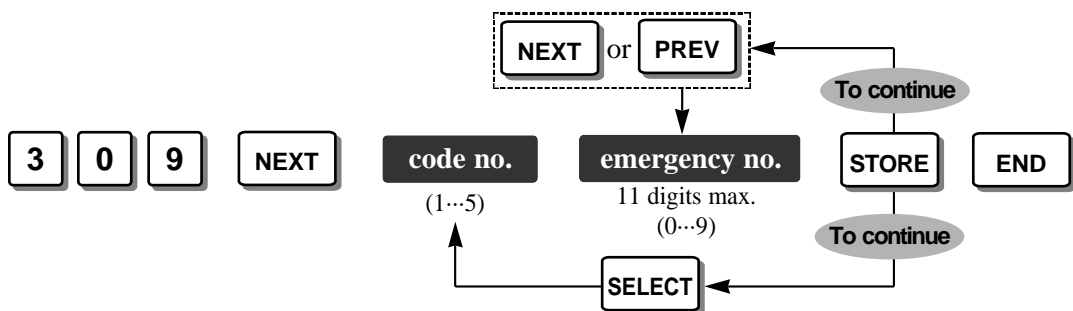 NEXT or PREV
To continue
3 0 9 NEXT code no. emergency no. STORE END
(1···5) 11 digits max.
(0···9)
To continue
SELECT